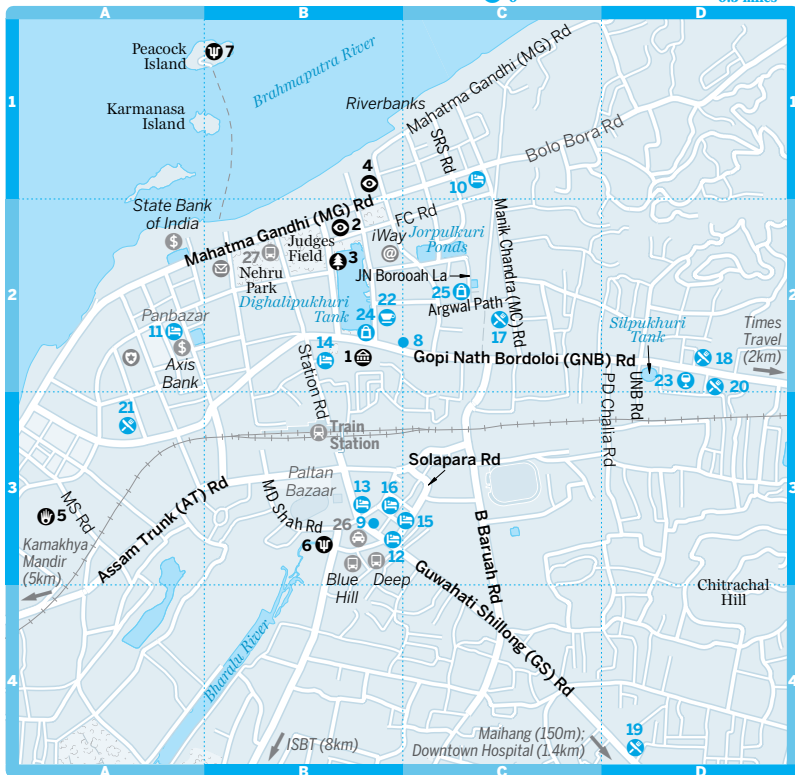 0
0.5 miles
A
B
C
D
1
1
Peacock
Island
7
Brahmaputra River
Mahatma Gandhi (MG) Rd
Karmanasa
Island
Riverbanks
SRS Rd
Bolo Bora Rd
4
10
State Bank
of India
Mahatma Gandhi (MG) Rd
FC Rd
2
iWay
Jorpulkuri
Ponds
Manik Chandra (MC) Rd
27
Judges
Field
3
JN Borooah La
Nehru
Park
2
2
25
Argwal Path
Dighalipukhuri
Tank
22
24
Panbazar
11
Axis
Bank
17
Silpukhuri
Tank
Times
Travel
(2km)
8
14
1
Gopi Nath Bordoloi (GNB) Rd
18
23
20
Station Rd
UNB Rd
PD Chalia Rd
21
Train
Station
Solapara Rd
3
3
Paltan
Bazaar
13
16
MS Rd
5
Assam Trunk (AT) Rd
MD Shah Rd
26
9
15
6
12
B Baruah Rd
Kamakhya
Mandir
(5km)
Blue
Hill
Deep
Guwahati Shillong (GS) Rd
Chitrachal
Hill
Bharalu River
4
4
19
ISBT (8km)
Maihang (150m);
Downtown Hospital (1.4km)
A
B
C
D